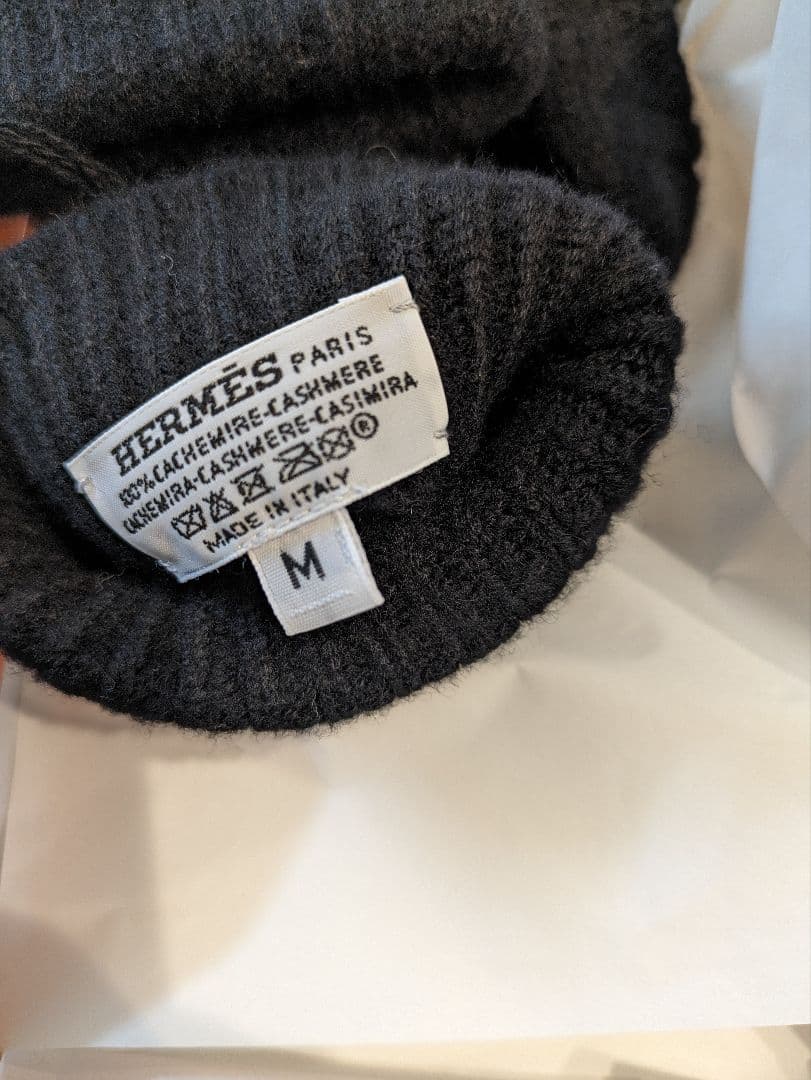 HERMÈS PARIS
100% CACHEMIRE-CASHMERE
CACHEMIRA-CASHMERE-CASIMIRA
®
MADE IN ITALY
M